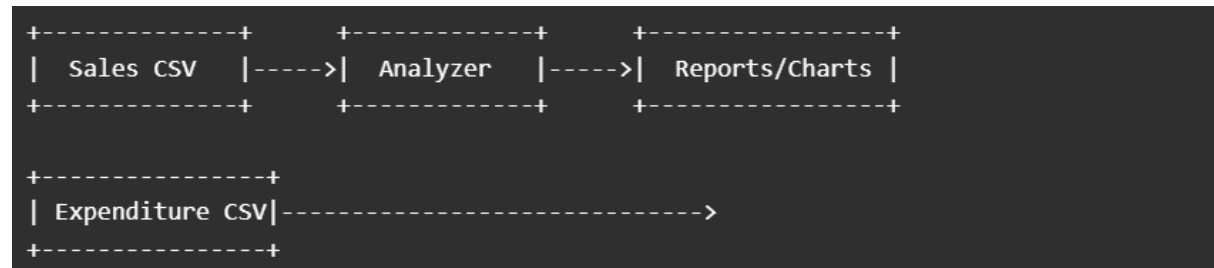 +--------------+      +-------------+      +-----------------+
|  Sales CSV   |----->|  Analyzer   |----->|  Reports/Charts |
+--------------+      +-------------+      +-----------------+
+----------------+
| Expenditure CSV|------------------------------>
+----------------+